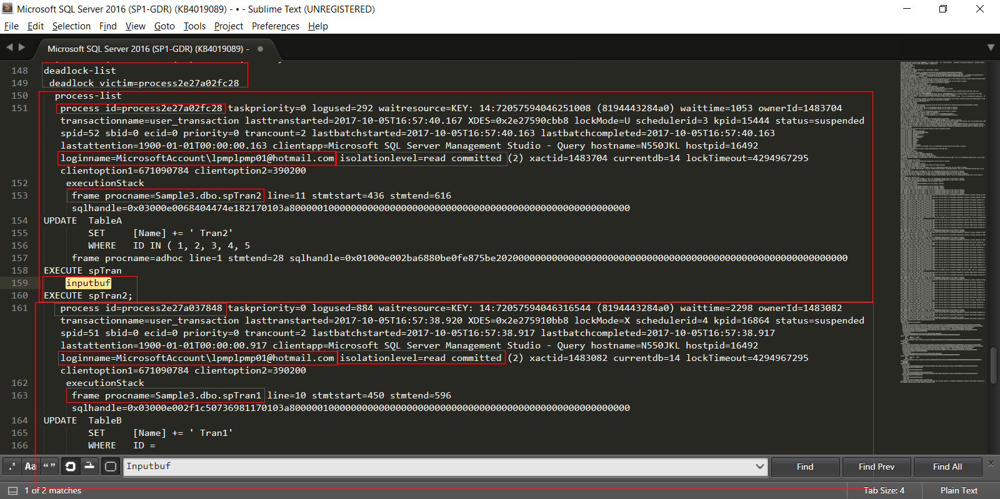 Microsoft SQL Server 2016 (SP1-GDR) (KB4019089) - • - Sublime Text (UNREGISTERED)
File Edit Selection Find View Goto Tools Project Preferences Help
Microsoft SQL Server 2016 (SP1-GDR) (KB4019089) -
148 deadlock-list
149 deadlock victim=process2e27a02fc28
150 process-list
151 process id=process2e27a02fc28 taskpriority=0 logused=292 waitresource=KEY: 14:72057594046251008 (8194443284a0) waittime=1053 ownerId=1483704
transactionname=user_transaction lasttranstarted=2017-10-05T16:57:40.167 XDES=0x2e27590cbb8 lockMode=U schedulerid=3 kpid=15444 status=suspended
spid=52 sbid=0 ecid=0 priority=0 trancount=2 lastbatchstarted=2017-10-05T16:57:40.163 lastbatchcompleted=2017-10-05T16:57:40.163
lastattention=1900-01-01T00:00:00.163 clientapp=Microsoft SQL Server Management Studio - Query hostname=N550JKL hostpid=16492
loginname=MicrosoftAccount\lpmplpmp01@hotmail.com isolationlevel=read committed (2) xactid=1483704 currentdb=14 lockTimeout=4294967295
clientoption1=671090784 clientoption2=390200
152 executionStack
153 frame procname=Sample3.dbo.spTran2 line=11 stmtstart=436 stmtend=616
sqlhandle=0x03000e0068404474e182170103a8000001000000000000000000000000000000000000000000000000000000
154 UPDATE TableA
155 SET [Name] += ' Tran2'
156 WHERE ID IN ( 1, 2, 3, 4, 5
157 frame procname=adhoc line=1 stmtend=28 sqlhandle=0x01000e002ba6880be0fe875be202000000000000000000000000000000000000000000000000000000000000
158 EXECUTE spTran
159 inputbuf
160 EXECUTE spTran2;
161 process id=process2e27a037848 taskpriority=0 logused=884 waitresource=KEY: 14:72057594046316544 (8194443284a0) waittime=2298 ownerId=1483082
transactionname=user_transaction lasttranstarted=2017-10-05T16:57:38.920 XDES=0x2e275910bb8 lockMode=X schedulerid=4 kpid=16864 status=suspended
spid=51 sbid=0 ecid=0 priority=0 trancount=2 lastbatchstarted=2017-10-05T16:57:38.917 lastbatchcompleted=2017-10-05T16:57:38.917
lastattention=1900-01-01T00:00:00.917 clientapp=Microsoft SQL Server Management Studio - Query hostname=N550JKL hostpid=16492
loginname=MicrosoftAccount\lpmplpmp01@hotmail.com isolationlevel=read committed (2) xactid=1483082 currentdb=14 lockTimeout=4294967295
clientoption1=671090784 clientoption2=390200
162 executionStack
163 frame procname=Sample3.dbo.spTran1 line=10 stmtstart=450 stmtend=596
sqlhandle=0x03000e002f1c50736981170103a8000001000000000000000000000000000000000000000000000000000000
164 UPDATE TableB
165 SET [Name] += ' Tran1'
166 WHERE ID =
.* Aa “ ” Inputbuf Find Find Prev Find All
1 of 2 matches Tab Size: 4 Plain Text